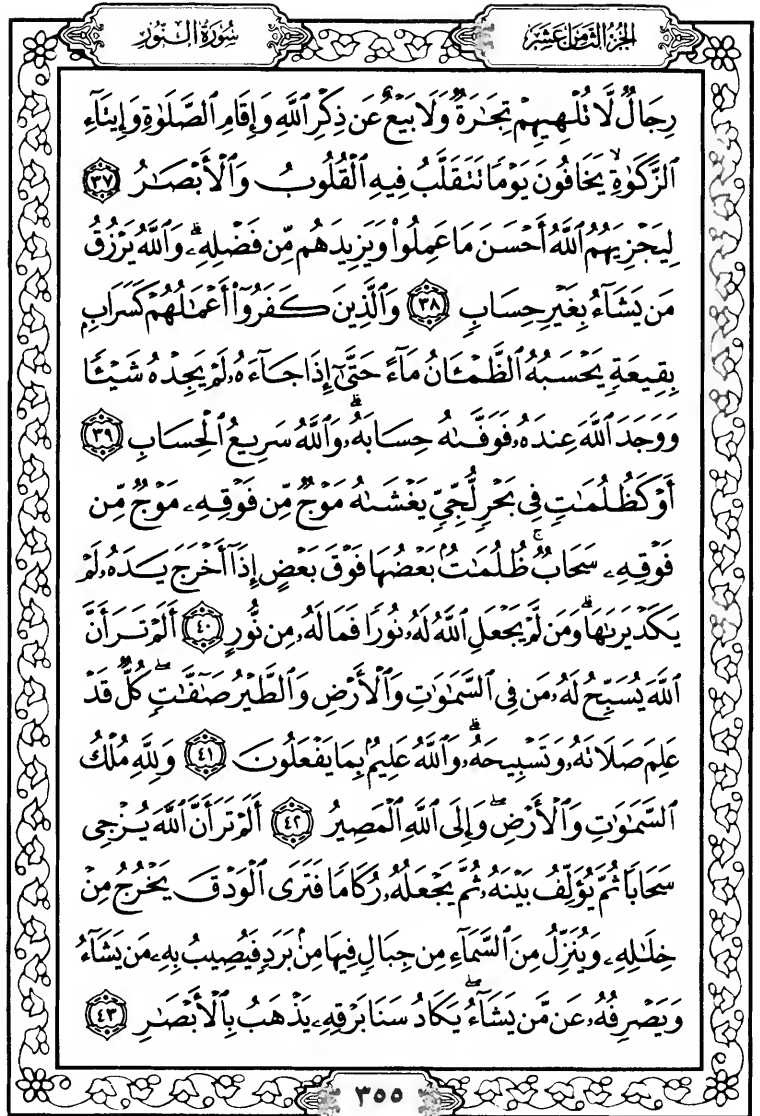 الجزء الثامن عشر
سورة النور
رِجَالٌ لَّا تُلْهِيهِمْ تِجَٰرَةٌ وَلَا بَيْعٌ عَن ذِكْرِ ٱللَّهِ وَإِقَامِ ٱلصَّلَوٰةِ وَإِيتَآءِ
ٱلزَّكَوٰةِ ۙ يَخَافُونَ يَوْمًا تَتَقَلَّبُ فِيهِ ٱلْقُلُوبُ وَٱلْأَبْصَٰرُ ٣٧
لِيَجْزِيَهُمُ ٱللَّهُ أَحْسَنَ مَا عَمِلُوا۟ وَيَزِيدَهُم مِّن فَضْلِهِۦ ۗ وَٱللَّهُ يَرْزُقُ
مَن يَشَآءُ بِغَيْرِ حِسَابٍ ٣٨ وَٱلَّذِينَ كَفَرُوٓا۟ أَعْمَٰلُهُمْ كَسَرَابٍۭ
بِقِيعَةٍ يَحْسَبُهُ ٱلظَّمْـَٔانُ مَآءً حَتَّىٰٓ إِذَا جَآءَهُۥ لَمْ يَجِدْهُ شَيْـًٔا
وَوَجَدَ ٱللَّهَ عِندَهُۥ فَوَفَّىٰهُ حِسَابَهُۥ ۗ وَٱللَّهُ سَرِيعُ ٱلْحِسَابِ ٣٩
أَوْ كَظُلُمَٰتٍ فِى بَحْرٍ لُّجِّىٍّ يَغْشَىٰهُ مَوْجٌ مِّن فَوْقِهِۦ مَوْجٌ مِّن
فَوْقِهِۦ سَحَابٌ ۚ ظُلُمَٰتٌۢ بَعْضُهَا فَوْقَ بَعْضٍ إِذَآ أَخْرَجَ يَدَهُۥ لَمْ
يَكَدْ يَرَىٰهَا ۗ وَمَن لَّمْ يَجْعَلِ ٱللَّهُ لَهُۥ نُورًا فَمَا لَهُۥ مِن نُّورٍ ٤٠ أَلَمْ تَرَ أَنَّ
ٱللَّهَ يُسَبِّحُ لَهُۥ مَن فِى ٱلسَّمَٰوَٰتِ وَٱلْأَرْضِ وَٱلطَّيْرُ صَٰٓفَّٰتٍ ۖ كُلٌّ قَدْ
عَلِمَ صَلَاتَهُۥ وَتَسْبِيحَهُۥ ۗ وَٱللَّهُ عَلِيمٌۢ بِمَا يَفْعَلُونَ ٤١ وَلِلَّهِ مُلْكُ
ٱلسَّمَٰوَٰتِ وَٱلْأَرْضِ ۖ وَإِلَى ٱللَّهِ ٱلْمَصِيرُ ٤٢ أَلَمْ تَرَ أَنَّ ٱللَّهَ يُزْجِى
سَحَابًا ثُمَّ يُؤَلِّفُ بَيْنَهُۥ ثُمَّ يَجْعَلُهُۥ رُكَامًا فَتَرَى ٱلْوَدْقَ يَخْرُجُ مِنْ
خِلَٰلِهِۦ وَيُنَزِّلُ مِنَ ٱلسَّمَآءِ مِن جِبَالٍ فِيهَا مِنۢ بَرَدٍ فَيُصِيبُ بِهِۦ مَن يَشَآءُ
وَيَصْرِفُهُۥ عَن مَّن يَشَآءُ ۖ يَكَادُ سَنَا بَرْقِهِۦ يَذْهَبُ بِٱلْأَبْصَٰرِ ٤٣
٣٥٥